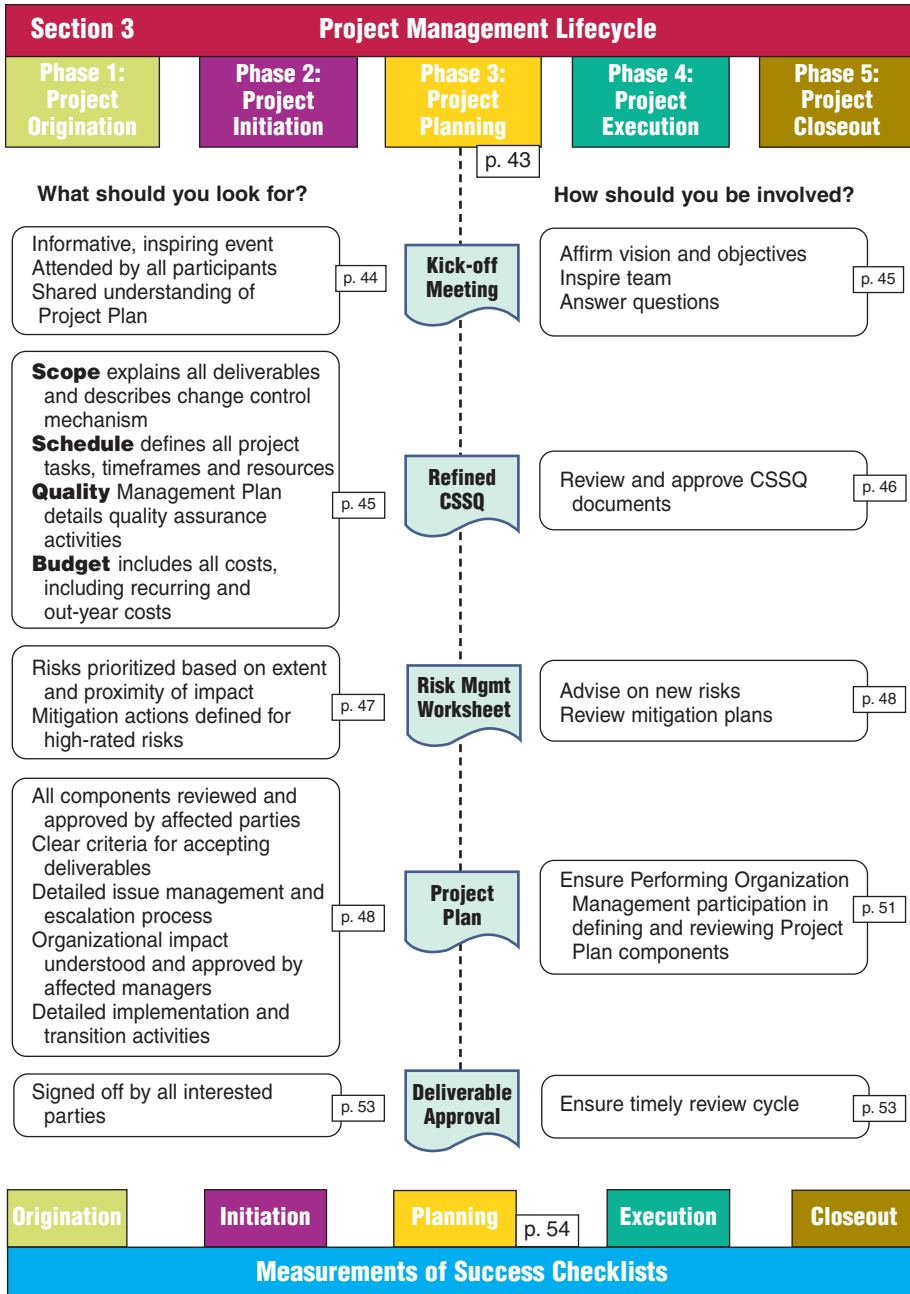 Section 3 Project Management Lifecycle
Phase 1:
Project
Origination
Phase 2:
Project
Initiation
Phase 3:
Project
Planning
Phase 4:
Project
Execution
Phase 5:
Project
Closeout
p. 43
What should you look for?
How should you be involved?
Informative, inspiring event
Attended by all participants
Shared understanding of
Project Plan
p. 44
Kick-off
Meeting
Affirm vision and objectives
Inspire team
Answer questions
p. 45
Scope explains all deliverables
and describes change control
mechanism
Schedule defines all project
tasks, timeframes and resources
Quality Management Plan
details quality assurance
activities
Budget includes all costs,
including recurring and
out-year costs
p. 45
Refined
CSSQ
Review and approve CSSQ
documents
p. 46
Risks prioritized based on extent
and proximity of impact
Mitigation actions defined for
high-rated risks
p. 47
Risk Mgmt
Worksheet
Advise on new risks
Review mitigation plans
p. 48
All components reviewed and
approved by affected parties
Clear criteria for accepting
deliverables
Detailed issue management and
escalation process
Organizational impact
understood and approved by
affected managers
Detailed implementation and
transition activities
p. 48
Project
Plan
Ensure Performing Organization
Management participation in
defining and reviewing Project
Plan components
p. 51
Signed off by all interested
parties
p. 53
Deliverable
Approval
Ensure timely review cycle
p. 53
Origination
Initiation
Planning
p. 54
Execution
Closeout
Measurements of Success Checklists